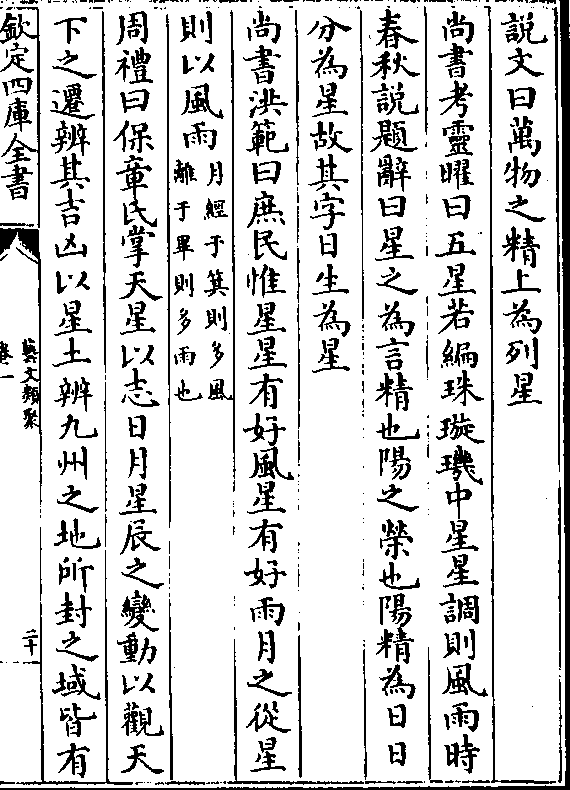 説文曰萬物之精上為列星
尚書考靈曜曰五星若編珠璇璣中星星調則風雨時
春秋説題辭曰星之為言精也陽之榮也陽精為日日
分為星故其字日生為星
尚書洪範曰庶民惟星星有好風星有好雨月之從星
則以風雨月經于箕則多風
離于畢則多雨也
周禮曰保章氏掌天星以志日月星辰之變動以觀天
下之遷辨其吉凶以星土辨九州之地所封之域皆有
欽定四庫全書
藝文類聚
卷一
二十